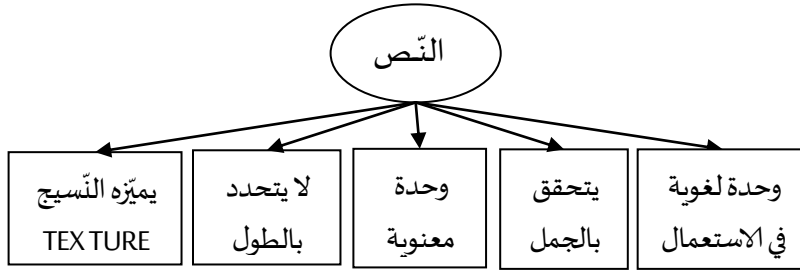 النّص
وحدة لغوية
في الاستعمال
يتحقق
بالجمل
وحدة
معنوية
لا يتحدد
بالطول
يميّزه النّسيج
TEX TURE